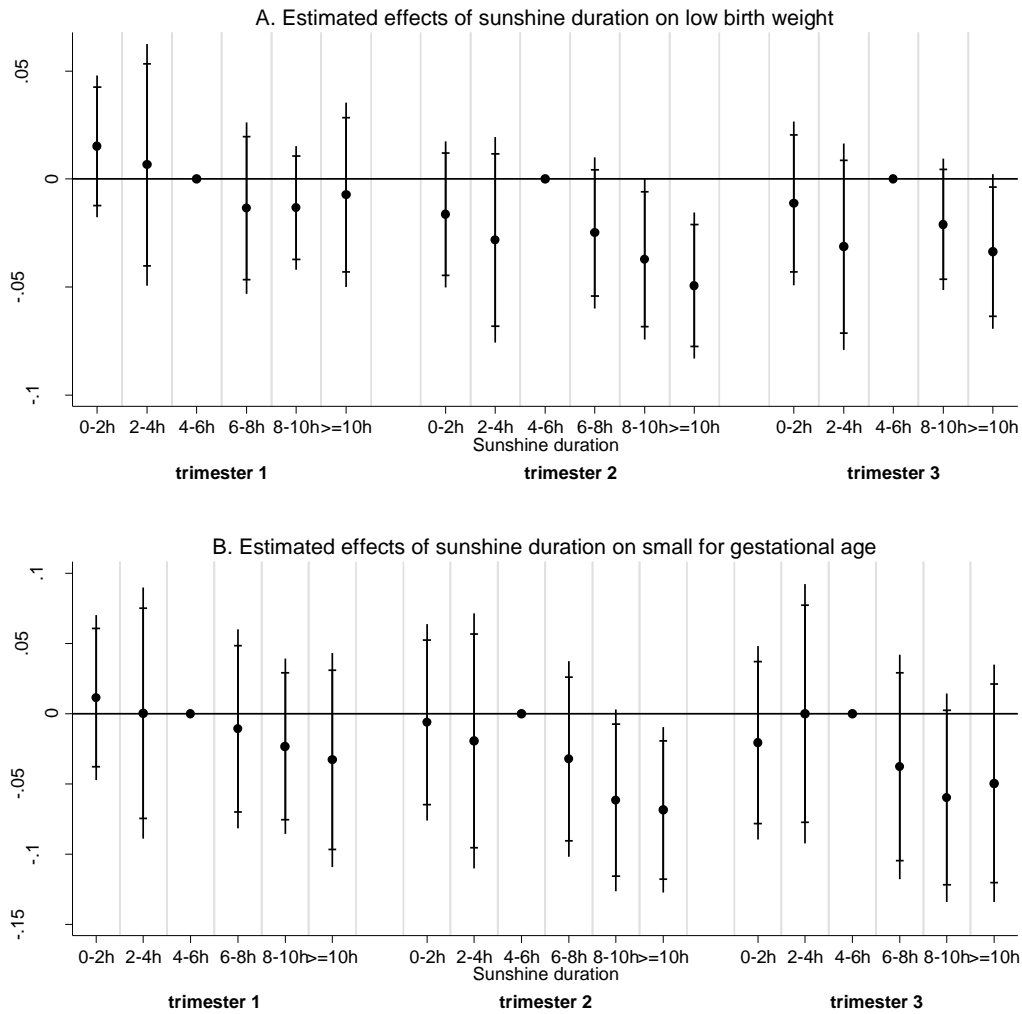 A. Estimated effects of sunshine duration on low birth weight
.05
0
-.05
-.1
0-2h 2-4h 4-6h 6-8h 8-10h >=10h 0-2h 2-4h 4-6h 6-8h 8-10h >=10h 0-2h 2-4h 4-6h 8-10h >=10h
Sunshine duration
trimester 1 trimester 2 trimester 3
B. Estimated effects of sunshine duration on small for gestational age
.1
.05
0
-.05
-.1
-.15
0-2h 2-4h 4-6h 6-8h 8-10h >=10h 0-2h 2-4h 4-6h 6-8h 8-10h >=10h 0-2h 2-4h 4-6h 6-8h 8-10h >=10h
Sunshine duration
trimester 1 trimester 2 trimester 3